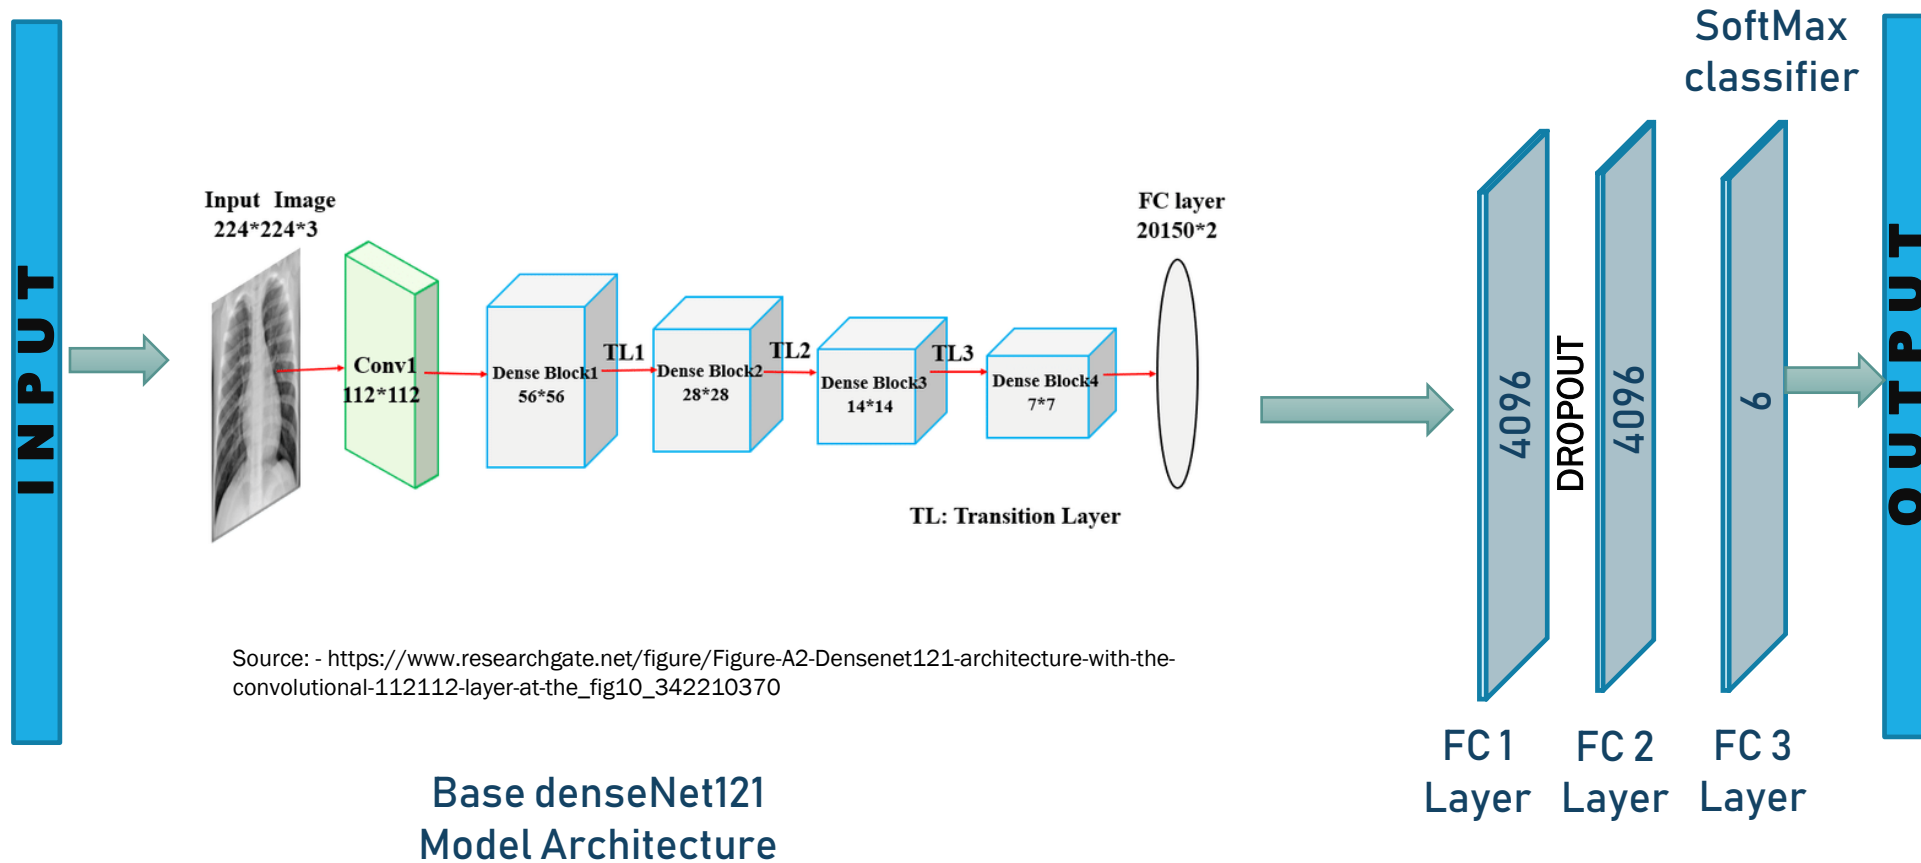 INPUT
Input Image
224*224*3
Conv1
112*112
Dense Block1
56*56
TL1
Dense Block2
28*28
TL2
Dense Block3
14*14
TL3
Dense Block4
7*7
FC layer
20150*2
TL: Transition Layer
Source: - https://www.researchgate.net/figure/Figure-A2-Densenet121-architecture-with-the-
convolutional-112112-layer-at-the_fig10_342210370
Base denseNet121
Model Architecture
4096
DROPOUT
4096
6
SoftMax
classifier
FC 1
Layer
FC 2
Layer
FC 3
Layer
OUTPUT